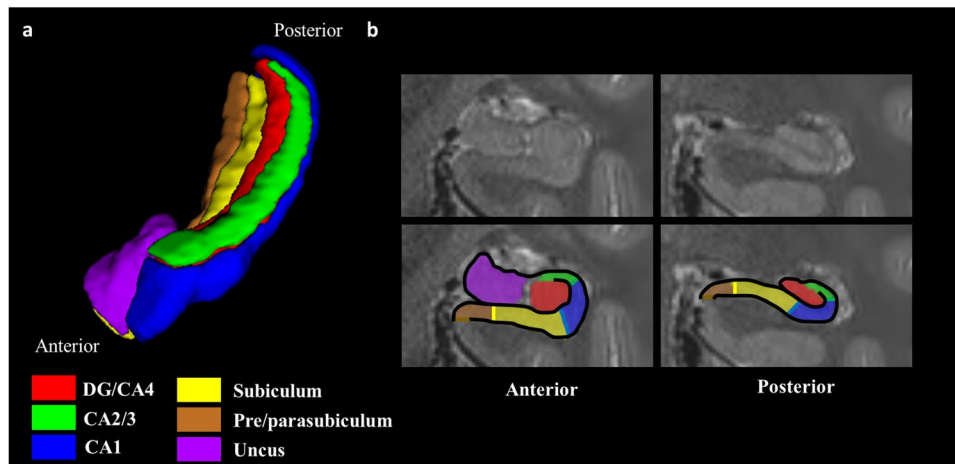 a
Posterior
b
Anterior
DG/CA4
CA2/3
CA1
Subiculum
Pre/parasubiculum
Uncus
Anterior
Posterior